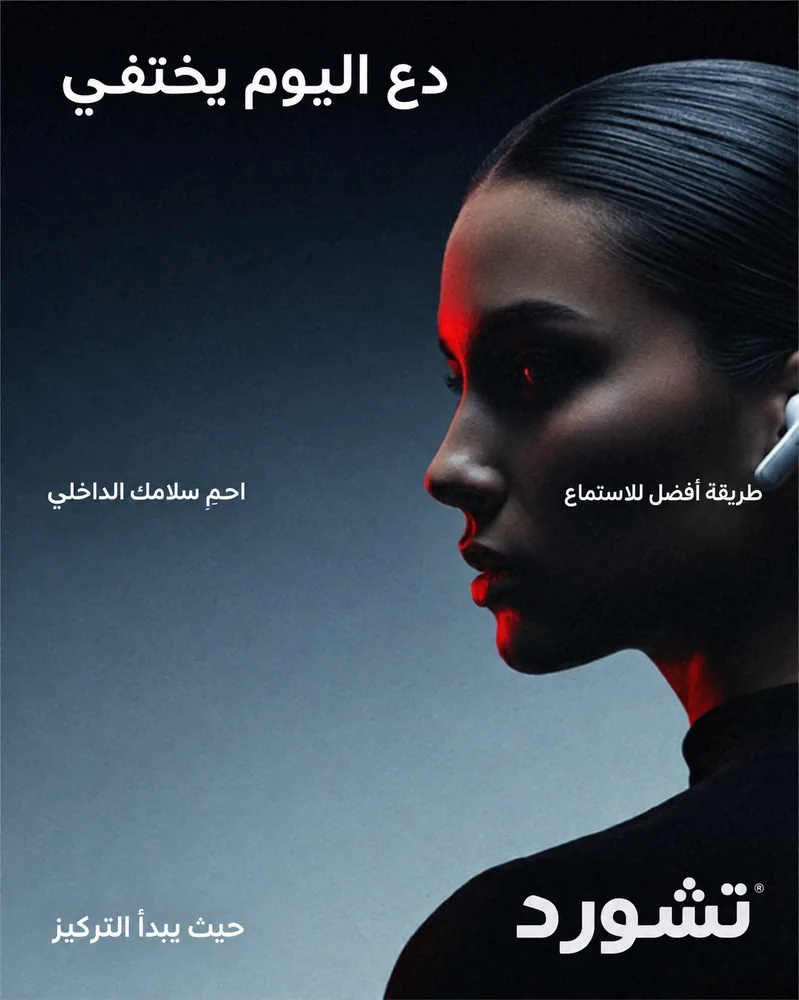 دع اليوم يختفي
طريقة أفضل للاستماع
احمِ سلامك الداخلي
تشورد®
حيث يبدأ التركيز